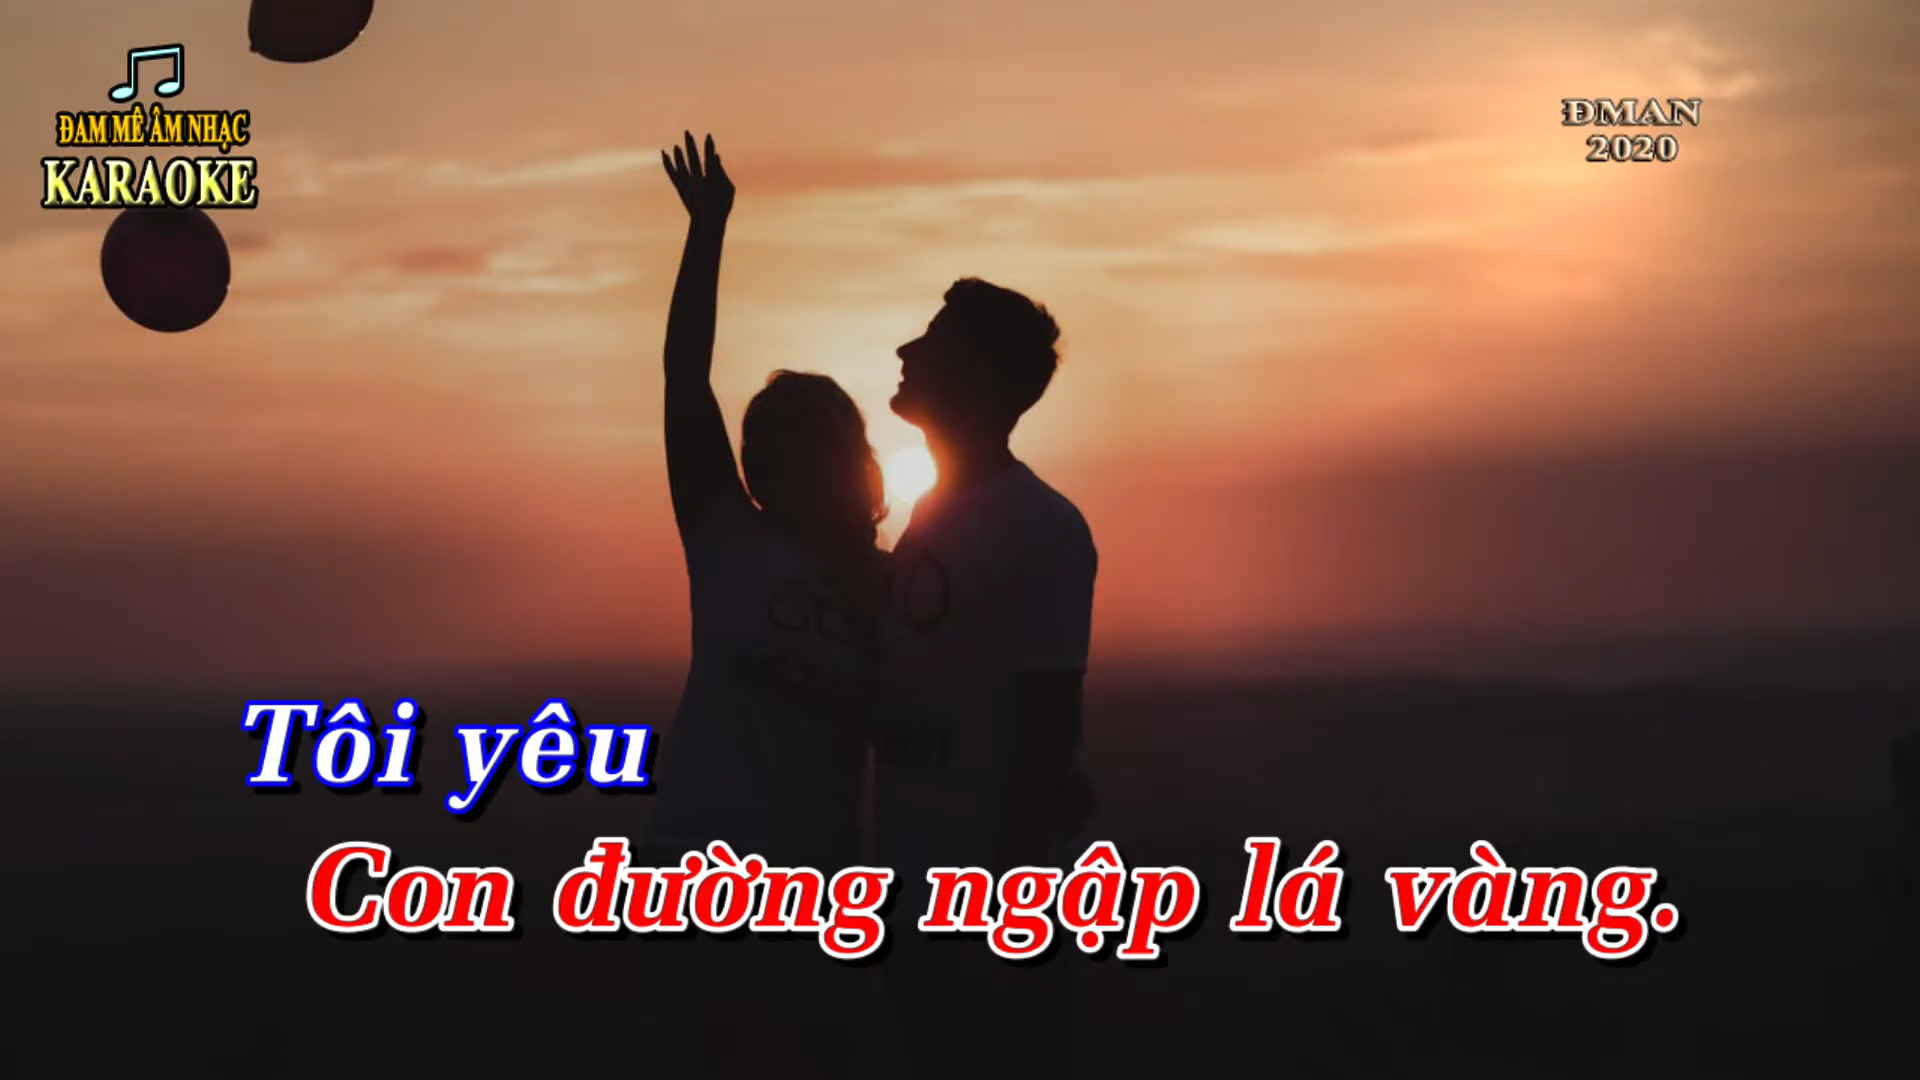 ĐAM MÊ ÂM NHẠC
KARAOKE
ĐMAN
2020
Tôi yêu
Con đường ngập lá vàng.